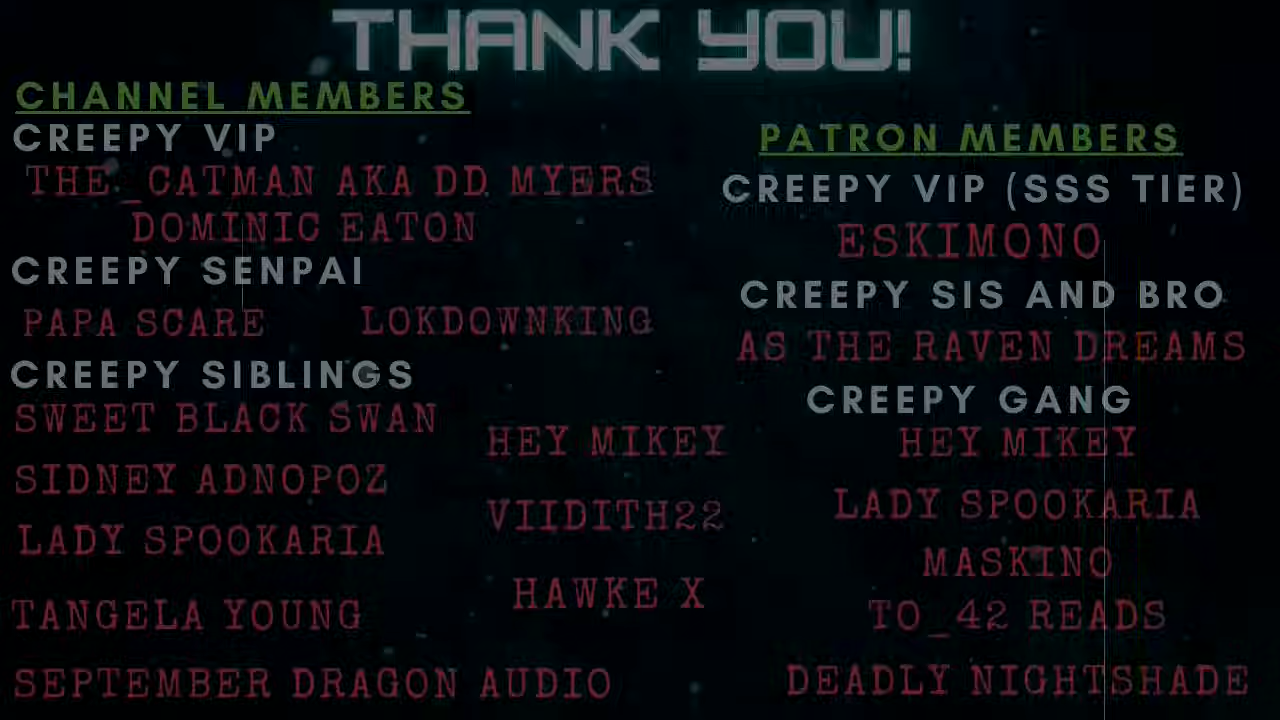 THANK YOU!
CHANNEL MEMBERS
CREEPY VIP
THE_CATMAN AKA DD MYERS
DOMINIC EATON
CREEPY SENPAI
PAPA SCARE
LOKDOWNKING
CREEPY SIBLINGS
SWEET BLACK SWAN
SIDNEY ADNOPOZ
LADY SPOOKARIA
TANGELA YOUNG
SEPTEMBER DRAGON AUDIO
HEY MIKEY
VIIDITH22
HAWKE X
PATRON MEMBERS
CREEPY VIP (SSS TIER)
ESKIMONO
CREEPY SIS AND BRO
AS THE RAVEN DREAMS
CREEPY GANG
HEY MIKEY
LADY SPOOKARIA
MASKINO
TO_42 READS
DEADLY NIGHTSHADE